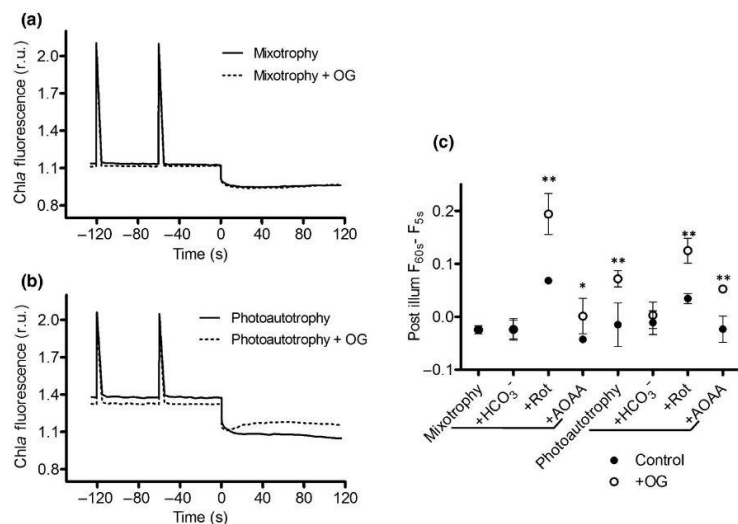 (a)
Chla fluorescence (r.u.)
2.0
1.7
1.4
1.1
0.8
Mixotrophy
Mixotrophy + OG
−120 −80 −40 0 40 80 120
Time (s)
(b)
Chla fluorescence (r.u.)
2.0
1.7
1.4
1.1
0.8
Photoautotrophy
Photoautotrophy + OG
−120 −80 −40 0 40 80 120
Time (s)
(c)
Post illum F60s- F5s
0.2
0.1
0.0
−0.1
** * ** ** **
Mixotrophy
+HCO3−
+Rot
+AOAA
Photoautotrophy
+HCO3−
+Rot
+AOAA
Control
+OG